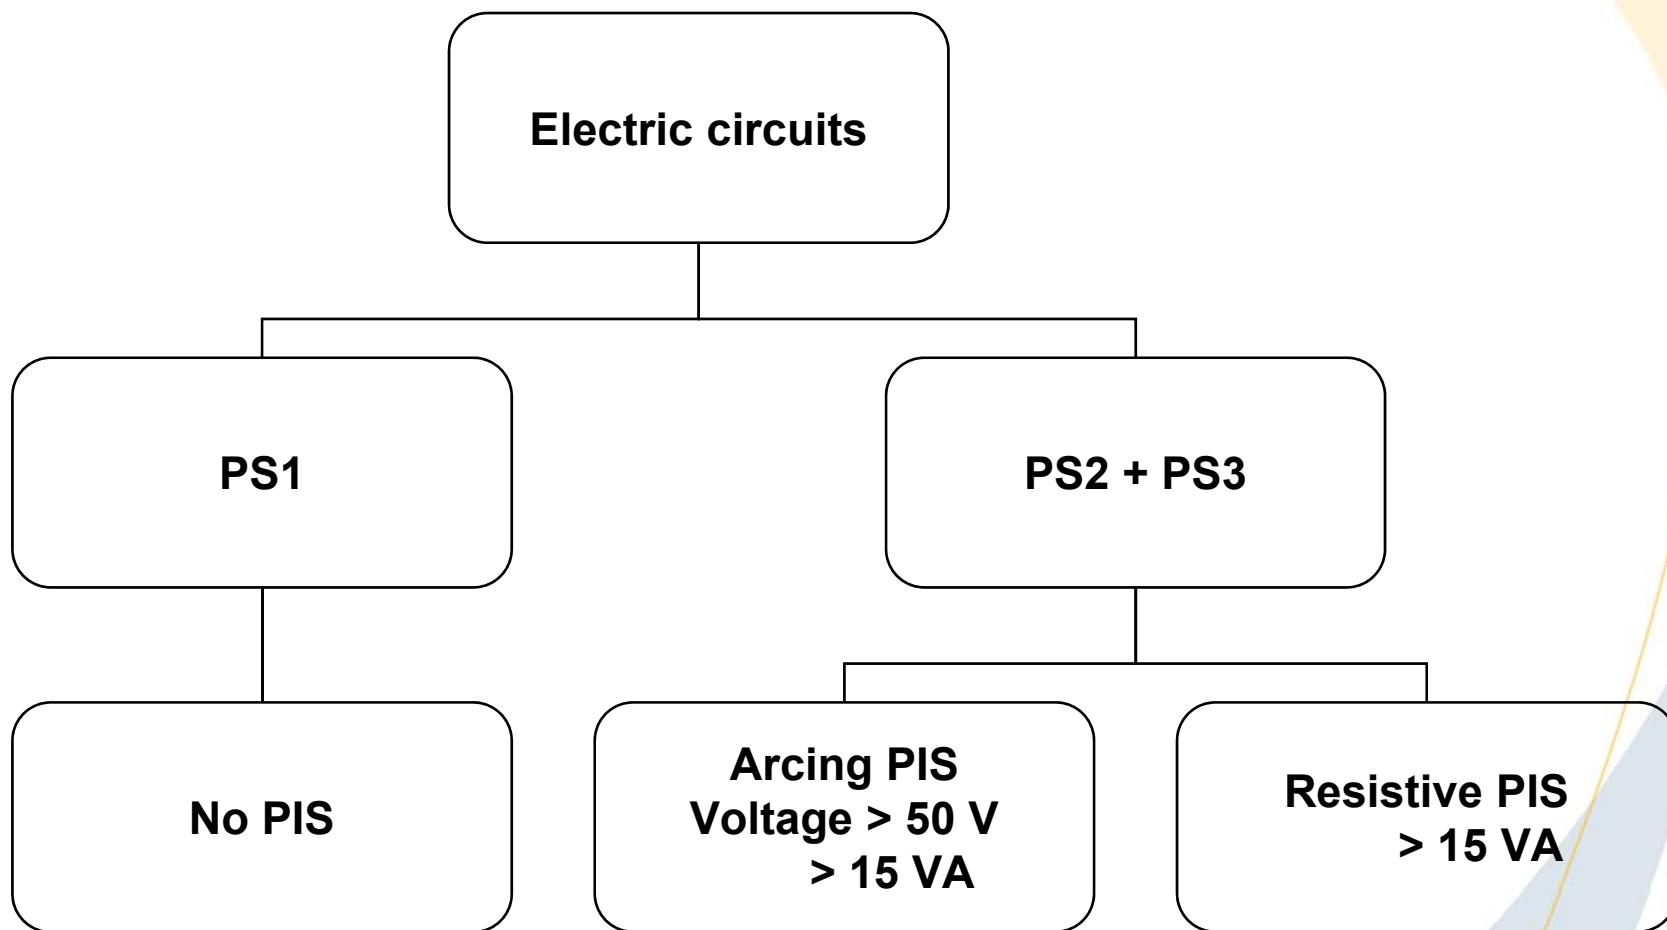 Electric circuits
PS1
PS2 + PS3
No PIS
Arcing PIS
Voltage > 50 V
> 15 VA
Resistive PIS
> 15 VA